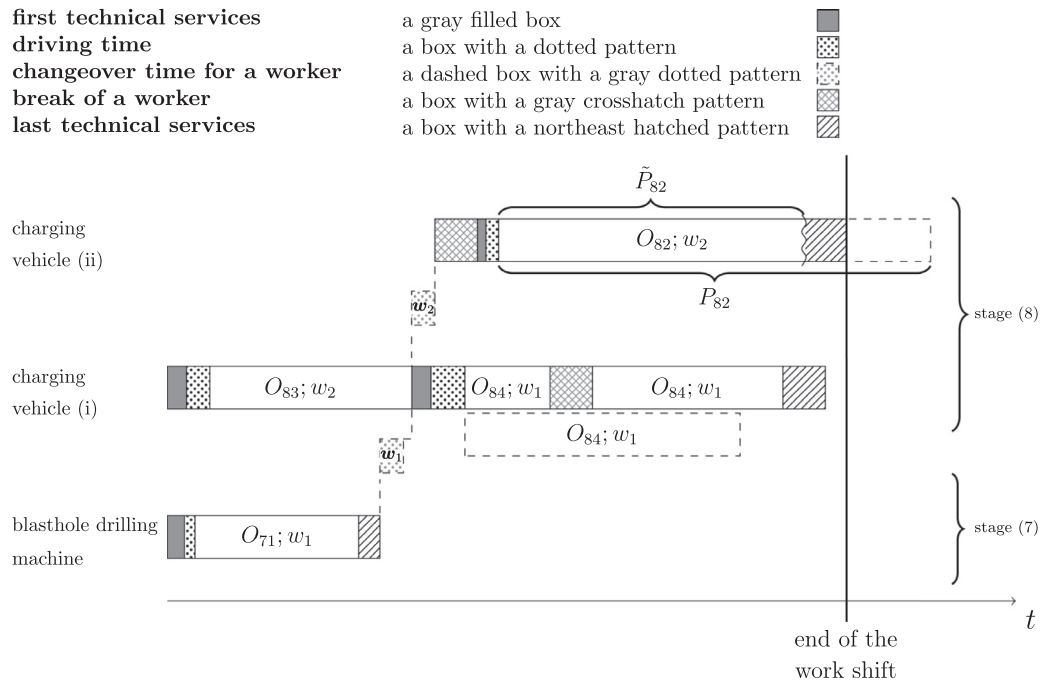 first technical services a gray filled box
driving time a box with a dotted pattern
changeover time for a worker a dashed box with a gray dotted pattern
break of a worker a box with a gray crosshatch pattern
last technical services a box with a northeast hatched pattern
P̃₈₂
charging
vehicle (ii)
O₈₂; w₂
P₈₂
w₂
stage (8)
charging
vehicle (i)
O₈₃; w₂
O₈₄; w₁
O₈₄; w₁
O₈₄; w₁
w₁
blasthole drilling
machine
O₇₁; w₁
stage (7)
t
end of the
work shift